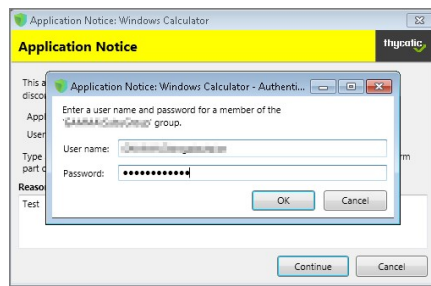 Application Notice: Windows Calculator
Application Notice
thycotic
This a
disco
Appl
User
Type
part o
rm
Reaso
Test
Application Notice: Windows Calculator - Authenti...
Enter a user name and password for a member of the
group.
User name:
Password:
OK
Cancel
Continue
Cancel